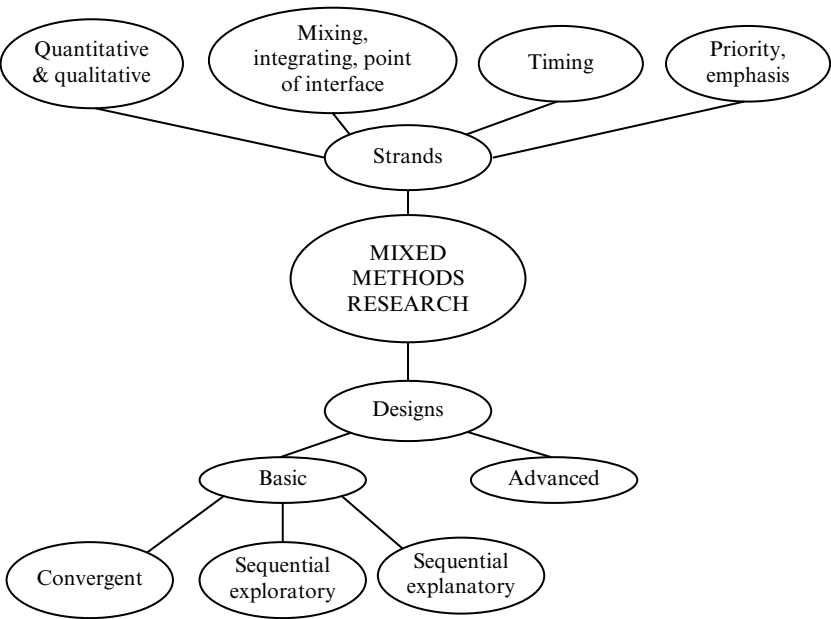 Quantitative
& qualitative
Mixing,
integrating, point
of interface
Timing
Priority,
emphasis
Strands
MIXED
METHODS
RESEARCH
Designs
Basic
Advanced
Convergent
Sequential
exploratory
Sequential
explanatory